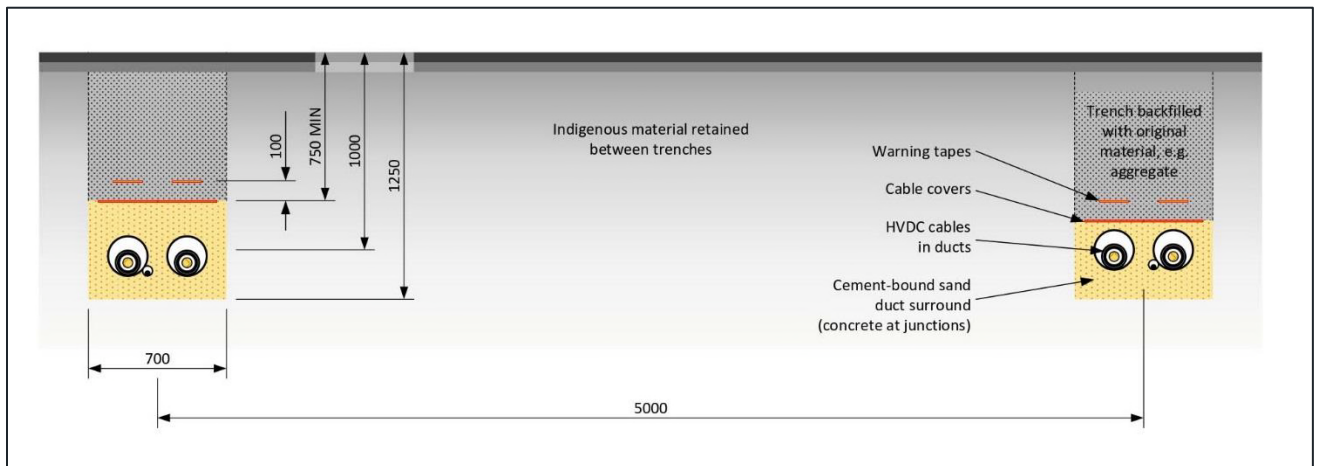 100
750 MIN
1000
1250
700
5000
Indigenous material retained
between trenches
Warning tapes
Cable covers
HVDC cables
in ducts
Cement-bound sand
duct surround
(concrete at junctions)
Trench backfilled
with original
material, e.g.
aggregate